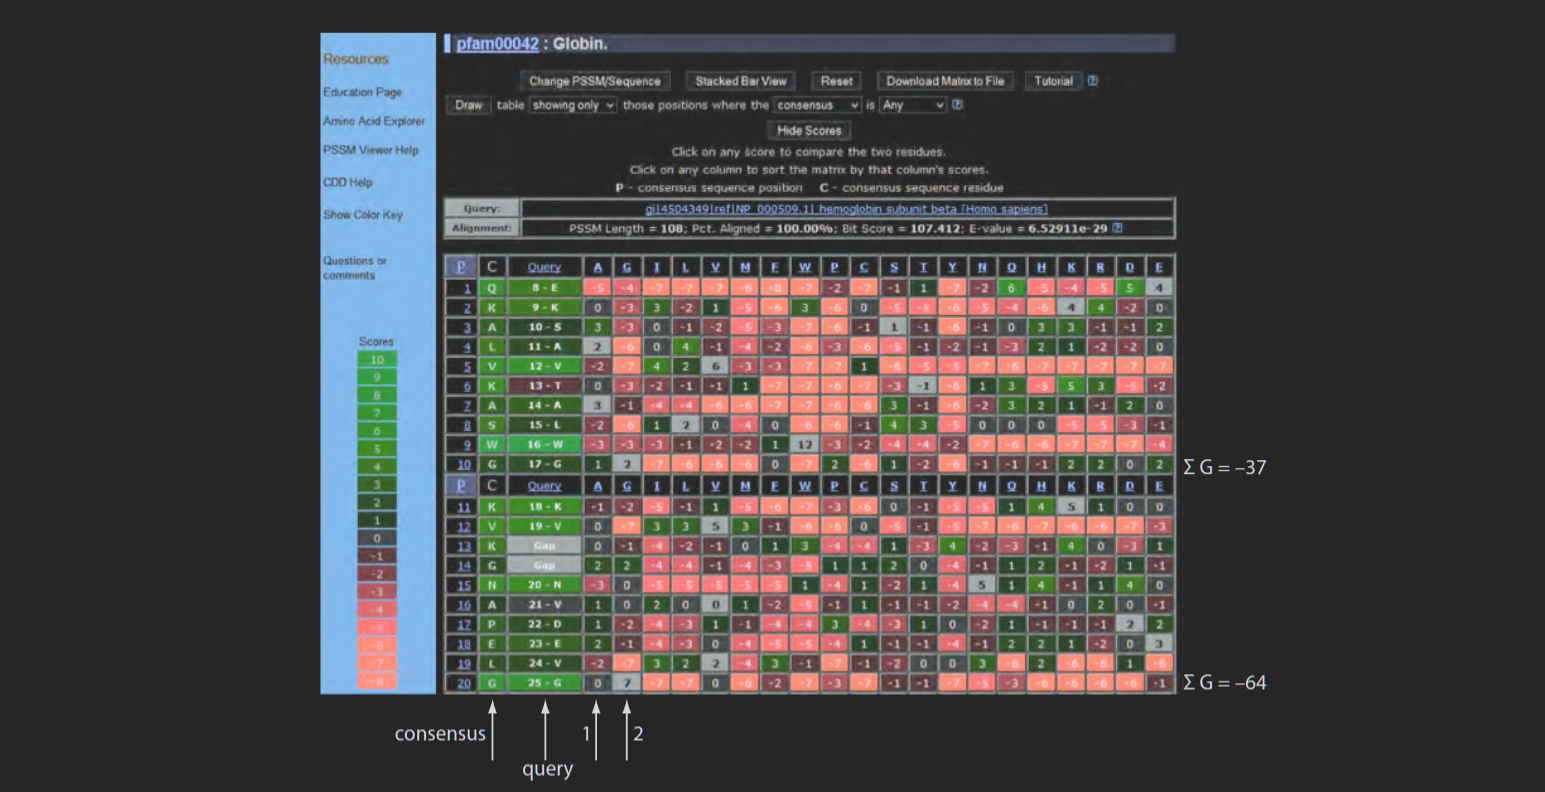 Resources
Education Page
Amino Acid Explorer
PSSM Viewer Help
CDD Help
Show Color Key
Questions or
comments
Scores
10
9
8
7
6
5
4
3
2
1
0
-1
-2
-3
-4
-5
-6
-7
-8
pfam00042 : Globin.
Change PSSM/Sequence Stacked Bar View Reset Download Matrix to File Tutorial ?
Draw table showing only those positions where the consensus is Any ?
Hide Scores
Click on any score to compare the two residues.
Click on any column to sort the matrix by that column's scores.
P - consensus sequence position C - consensus sequence residue
Query: gi|4504349|ref|NP_000509.1| hemoglobin subunit beta [Homo sapiens]
Alignment: PSSM Length = 108; Pct. Aligned = 100.00%; Bit Score = 107.412; E-value = 6.52911e-29 ?
P C Query A G I L V M F W P C S T Y N Q H K R D E
1 Q 8 - E -5 -4 -7 -7 -7 -6 -8 -7 -2 -7 -1 1 -7 -2 6 -5 -4 -5 5 4
2 K 9 - K 0 -3 3 -2 1 -5 -6 3 -6 0 -5 -5 -6 -5 -4 -6 4 4 -2 0
3 A 10 - S 3 -3 0 -1 -2 -5 -3 -7 -6 -1 1 -1 -6 -1 0 3 3 -1 -1 2
4 L 11 - A 2 -6 0 4 -1 -4 -2 -6 -3 -6 -5 -1 -2 -1 -3 2 1 -2 -2 0
5 V 12 - V -2 -7 4 2 6 -3 -3 -7 -7 1 -6 -5 -5 -7 -6 -7 -7 -7 -7 -7
6 K 13 - T 0 -3 -2 -1 -1 1 -7 -7 -6 -7 -3 -1 -6 1 3 -5 5 3 -5 -2
7 A 14 - A 3 -1 -4 -4 -6 -6 -7 -7 -6 -6 3 -1 -6 -2 3 2 1 -1 2 0
8 S 15 - L -2 -6 1 2 0 -4 0 -6 -6 -1 4 3 -5 0 0 0 -5 -5 -3 -1
9 W 16 - W -3 -3 -3 -1 -2 -2 1 12 -3 -2 -4 -4 -2 -7 -6 -6 -7 -7 -7 -4
10 G 17 - G 1 2 -7 -6 -6 -6 0 -7 2 -6 1 -2 -6 -1 -1 -1 2 2 0 2 Σ G = –37
P C Query A G I L V M F W P C S T Y N Q H K R D E
11 K 18 - K -1 -2 -5 -1 1 -5 -6 -7 -3 -6 0 -1 -5 -5 1 4 5 1 0 0
12 V 19 - V 0 -7 3 3 5 3 -1 -6 -6 0 -5 -1 -5 -7 -6 -7 -6 -6 -7 -3
13 K Gap 0 -1 -4 -2 -1 0 1 3 -4 -4 1 -3 4 -2 -3 -1 4 0 -3 1
14 G Gap 2 2 -4 -4 -1 -4 -3 -5 1 1 2 0 -4 -1 1 2 -1 -2 1 -1
15 N 20 - N -3 0 -5 -5 -5 -5 -5 1 -4 1 -2 1 -4 5 1 4 -1 1 4 0
16 A 21 - V 1 0 2 0 0 1 -2 -5 -1 1 -1 -1 -2 -4 -4 -1 0 2 0 -1
17 P 22 - D 1 -2 -4 -3 1 -1 -4 -4 3 -4 -3 1 0 -2 1 -1 -1 -1 2 2
18 E 23 - E 2 -1 -4 -3 0 -4 -5 -5 -4 1 -1 -1 -4 -1 2 2 1 -2 0 3
19 L 24 - V -2 -7 3 2 2 -4 3 -1 -7 -1 -2 0 0 3 -6 2 -6 -6 1 -6
20 G 25 - G 0 7 -7 -7 0 -6 -2 -7 -3 -7 -1 -1 -7 -5 -3 -6 -6 -6 -6 -1 Σ G = –64
consensus 1 2
query